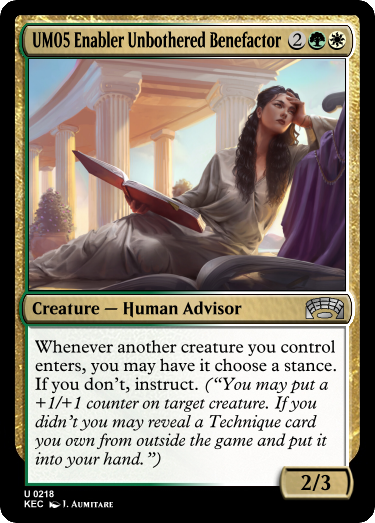 UM05 Enabler Unbothered Benefactor 2
Creature — Human Advisor
Whenever another creature you control
enters, you may have it choose a stance.
If you don't, instruct. (“You may put a
+1/+1 counter on target creature. If you
didn't you may reveal a Technique card
you own from outside the game and put it
into your hand.”)
2/3
U 0218
KEC I. Aumitare